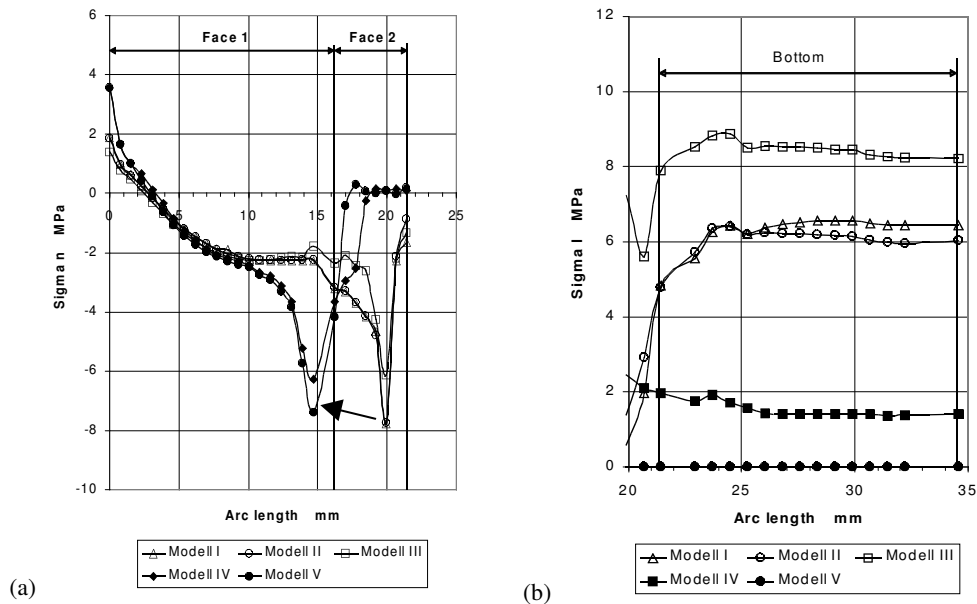 6
4
2
0
-2
-4
-6
-8
-10
Sigma n MPa
Face 1
Face 2
0
5
10
15
20
25
Arc length mm
Modell I
Modell II
Modell III
Modell IV
Modell V
(a)
12
10
8
6
4
2
0
Sigma I MPa
Bottom
20
25
30
35
Arc length mm
Modell I
Modell II
Modell III
Modell IV
Modell V
(b)